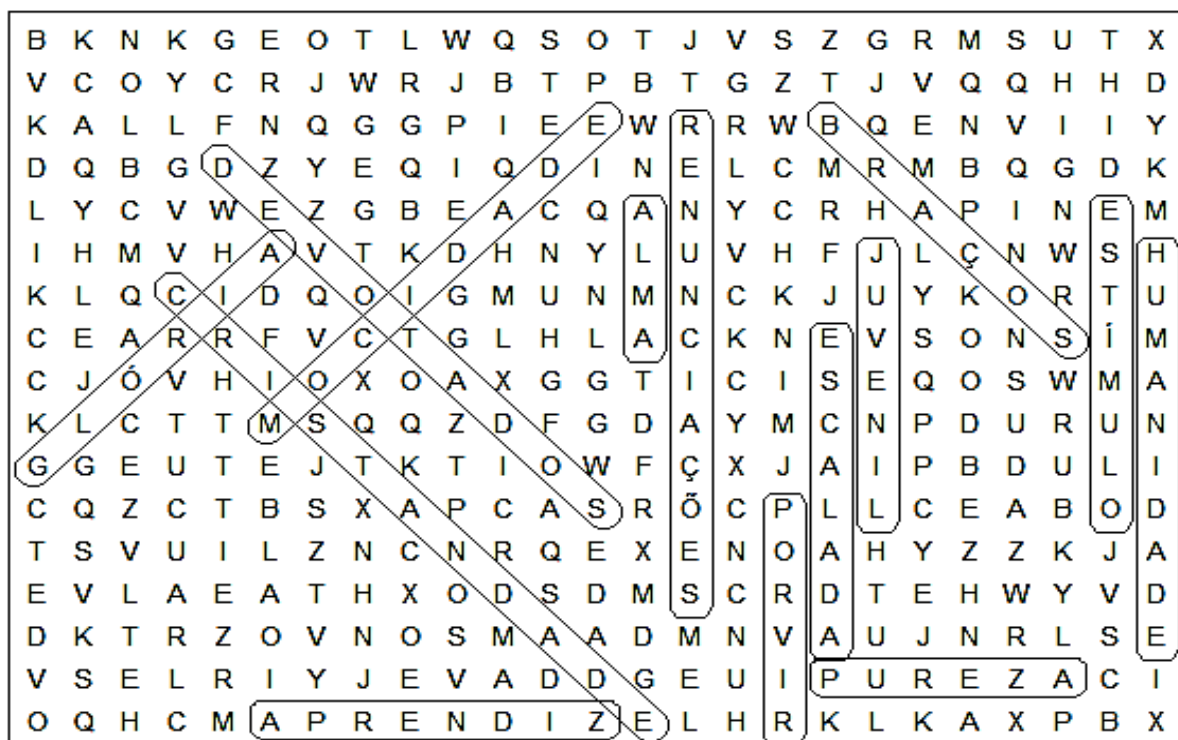 B K N K G E O T L W Q S O T J V S Z G R M S U T X
V C O Y C R J W R J B T P B T G Z T J V Q Q H H D
K A L L F N Q G G P I E E W R R W B Q E N V I I Y
D Q B G D Z Y E Q I Q D I N E L C M R M B Q G D K
L Y C V W E Z G B E A C Q A N Y C R H A P I N E M
I H M V H A V T K D H N Y L U V H F J L Ç N W S H
K L Q C I D Q O I G M U N M N C K J U Y K O R T U
C E A R R F V C T G L H L A C K N E V S O N S Í M
C J Ó V H I O X O A X G G T I C I S E Q O S W M A
K L C T T M S Q Q Z D F G D A Y M C N P D U R U N
G G E U T E J T K T I O W F Ç X J A I P B D U L I
C Q Z C T B S X A P C A S R Õ C P L L C E A B O D
T S V U I L Z N C N R Q E X E N O A H Y Z Z K J A
E V L A E A T H X O D S D M S C R D T E H W Y V D
D K T R Z O V N O S M A A D M N V A U J N R L S E
V S E L R I Y J E V A D D G E U I P U R E Z A C I
O Q H C M A P R E N D I Z E L H R K L K A X P B X